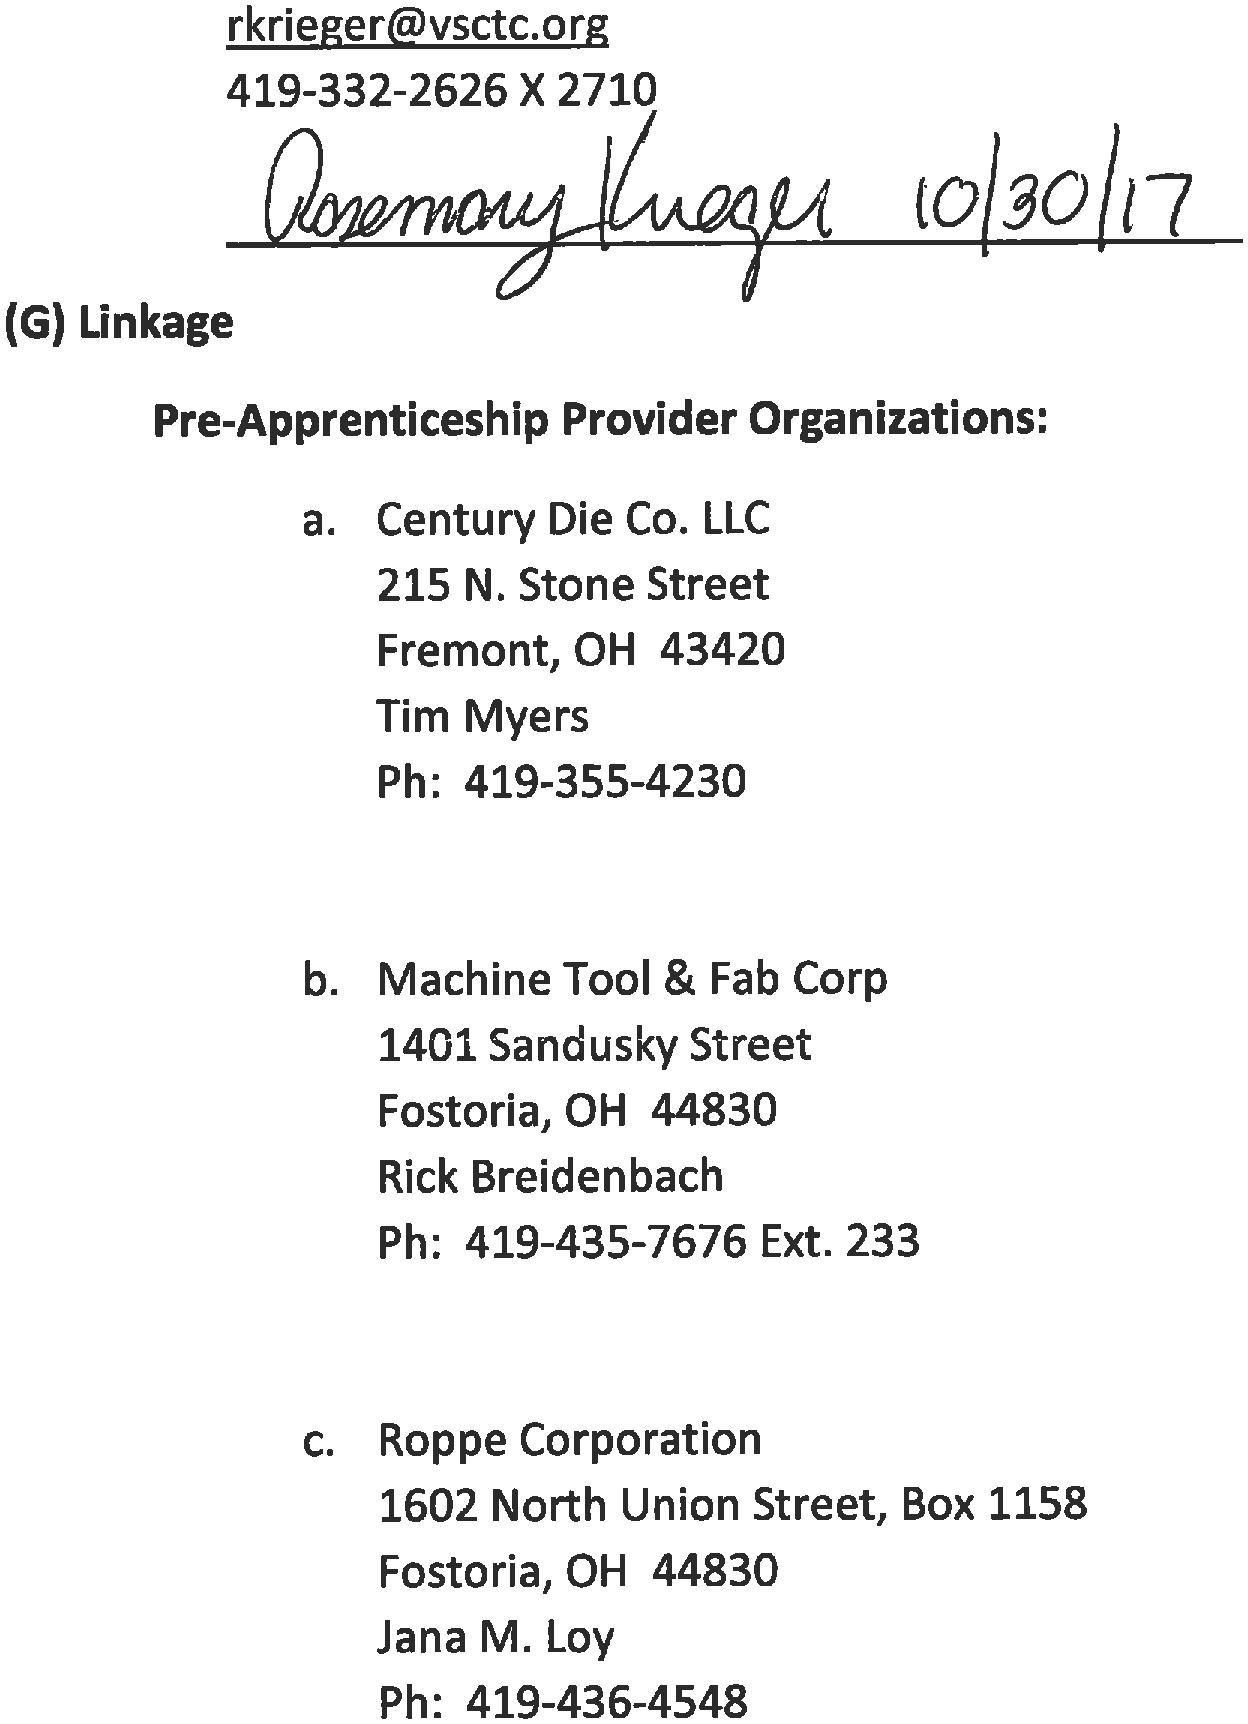 rkrieger@vsctc.org
419-332-2626 X 2710
Rosemary Krieger 10/30/17
(G) Linkage
Pre-Apprenticeship Provider Organizations:
a. Century Die Co. LLC
215 N. Stone Street
Fremont, OH 43420
Tim Myers
Ph: 419-355-4230
b. Machine Tool & Fab Corp
1401 Sandusky Street
Fostoria, OH 44830
Rick Breidenbach
Ph: 419-435-7676 Ext. 233
c. Roppe Corporation
1602 North Union Street, Box 1158
Fostoria, OH 44830
Jana M. Loy
Ph: 419-436-4548